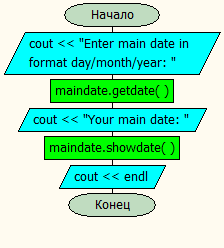 Начало
cout << "Enter main date in
format day/month/year: "
maindate.getdate( )
cout << "Your main date: "
maindate.showdate( )
cout << endl
Конец